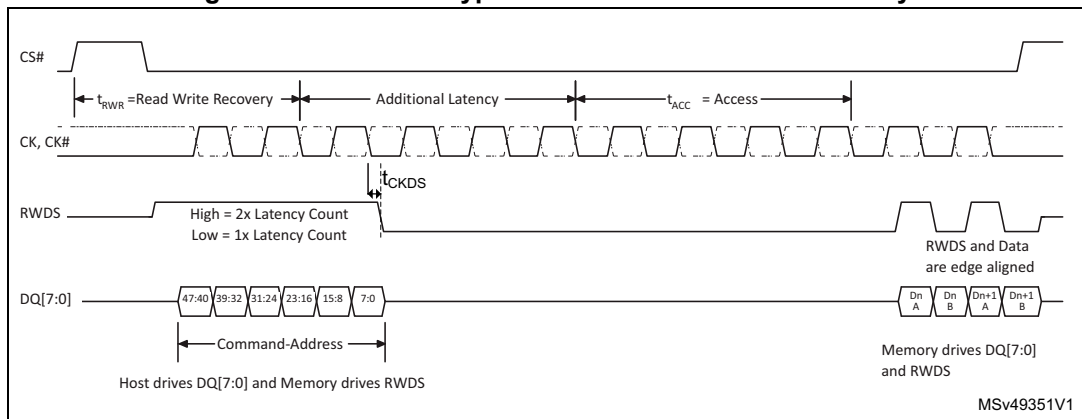 CS#
tRWR =Read Write Recovery
Additional Latency
tACC = Access
CK, CK#
tCKDS
RWDS
High = 2x Latency Count
Low = 1x Latency Count
RWDS and Data
are edge aligned
DQ[7:0]
47:40 39:32 31:24 23:16 15:8 7:0
Dn A
Dn B
Dn+1 A
Dn+1 B
Command-Address
Host drives DQ[7:0] and Memory drives RWDS
Memory drives DQ[7:0]
and RWDS
MSv49351V1